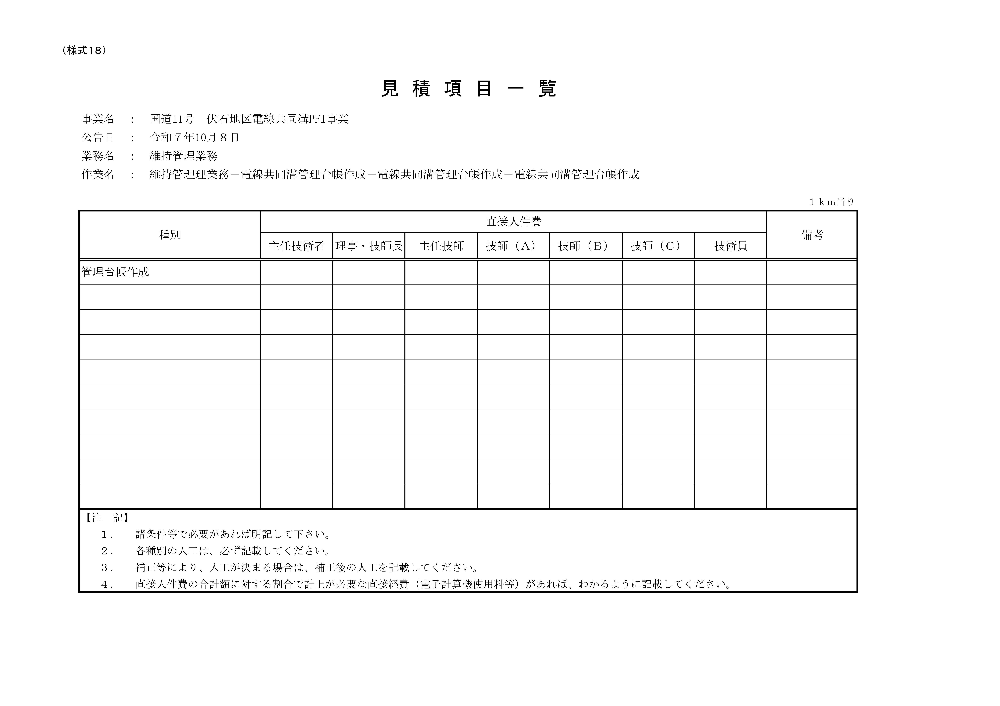 （様式18）
見積項目一覧
事業名　：　国道11号　伏石地区電線共同溝PFI事業
公告日　：　令和７年10月８日
業務名　：　維持管理業務
作業名　：　維持管理理業務－電線共同溝管理台帳作成－電線共同溝管理台帳作成－電線共同溝管理台帳作成
１ｋｍ当り
種別　直接人件費　備考
主任技術者　理事・技師長　主任技師　技師（Ａ）　技師（Ｂ）　技師（Ｃ）　技術員
管理台帳作成
【注　記】
１．　諸条件等で必要があれば明記して下さい。
２．　各種別の人工は、必ず記載してください。
３．　補正等により、人工が決まる場合は、補正後の人工を記載してください。
４．　直接人件費の合計額に対する割合で計上が必要な直接経費（電子計算機使用料等）があれば、わかるように記載してください。